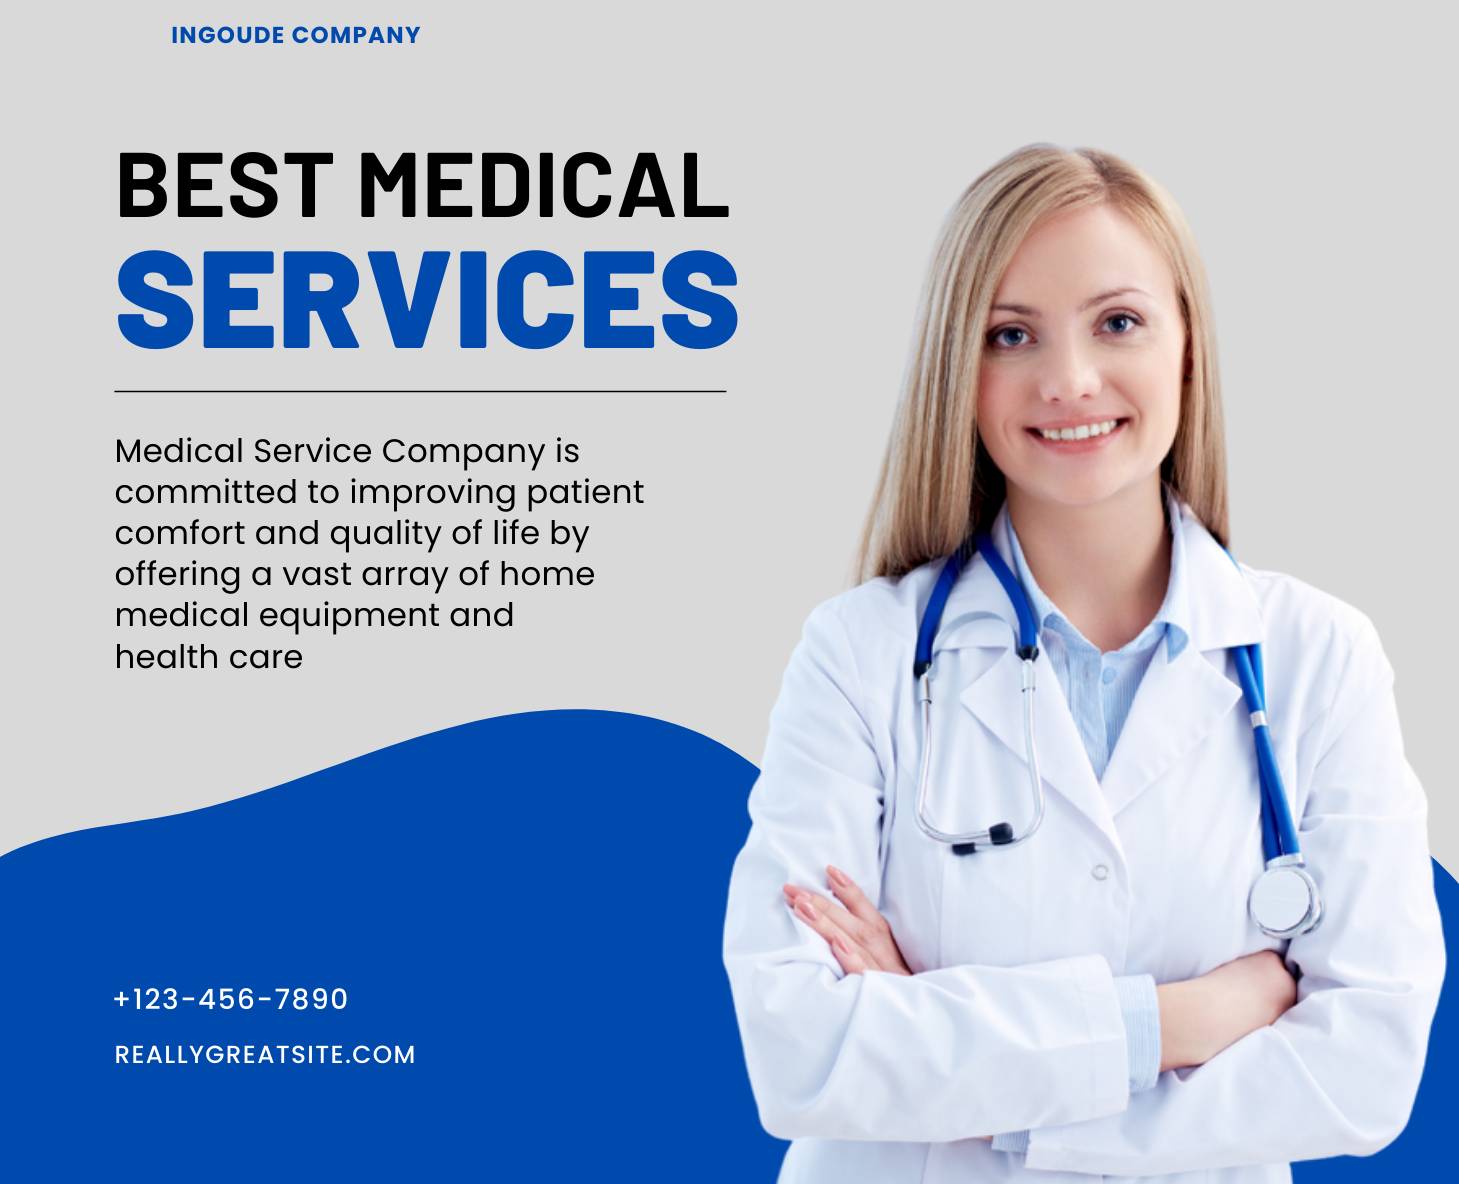 INGOUDE COMPANY
BEST MEDICAL
SERVICES
Medical Service Company is
committed to improving patient
comfort and quality of life by
offering a vast array of home
medical equipment and
health care
+123-456-7890
REALLYGREATSITE.COM